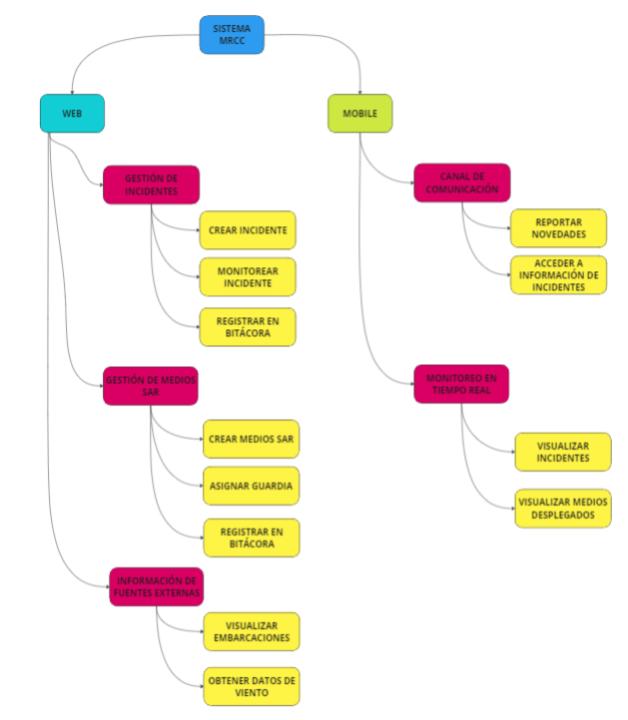 SISTEMA
MRCC
WEB
GESTIÓN DE
INCIDENTES
CREAR INCIDENTE
MONITOREAR
INCIDENTE
REGISTRAR EN
BITÁCORA
GESTIÓN DE MEDIOS
SAR
CREAR MEDIOS SAR
ASIGNAR GUARDIA
REGISTRAR EN
BITÁCORA
INFORMACIÓN DE
FUENTES EXTERNAS
VISUALIZAR
EMBARCACIONES
OBTENER DATOS DE
VIENTO
MOBILE
CANAL DE
COMUNICACIÓN
REPORTAR
NOVEDADES
ACCEDER A
INFORMACIÓN DE
INCIDENTES
MONITOREO EN
TIEMPO REAL
VISUALIZAR
INCIDENTES
VISUALIZAR MEDIOS
DESPLEGADOS